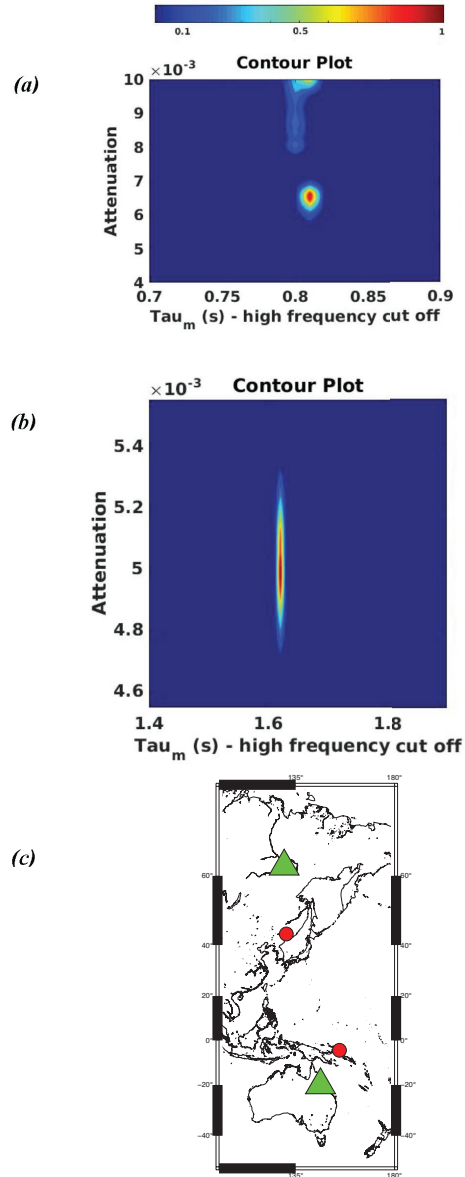 0.1 0.5 1
(a)
×10⁻³ Contour Plot
10
9
8
7
6
5
4
Attenuation
0.7 0.75 0.8 0.85 0.9
Tau_m (s) - high frequency cut off
(b)
×10⁻³ Contour Plot
5.4
5.2
5
4.8
4.6
Attenuation
1.4 1.6 1.8
Tau_m (s) - high frequency cut off
(c)
135° 180°
60° 60°
40° 40°
20° 20°
0° 0°
−20° −20°
−40° −40°
135° 180°